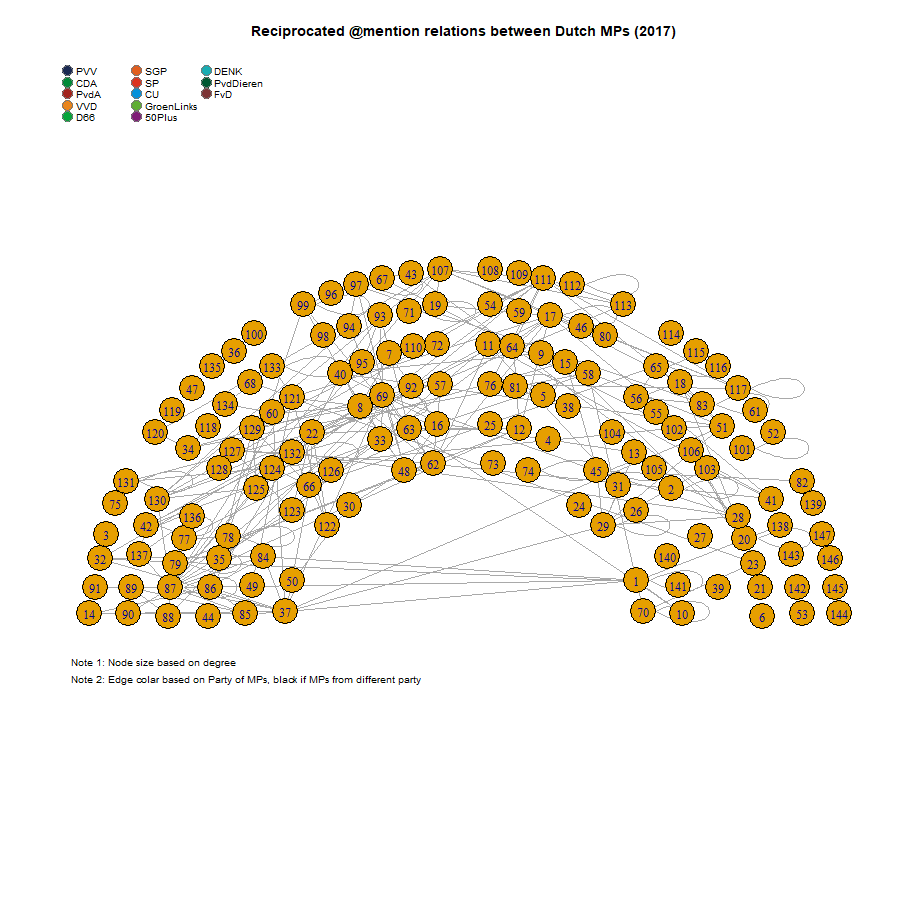 Reciprocated @mention relations between Dutch MPs (2017)
PVV SGP DENK
CDA SP PvdDieren
PvdA CU FvD
VVD GroenLinks
D66 50Plus
107 108 109 111 112
43 67 97 96 99 113
19 54 59 17 46 80
71 93 94 98 100 114
36 135 133 95 7 110 72 11 64 9 15 58 65 115 116
47 68 121 40 8 69 92 57 76 81 5 38 56 18 117
119 134 60 55 83 61
120 118 129 22 33 63 16 25 12 4 104 102 51 52
34 127 132 13 106 101
128 124 126 48 62 73 74 45 105 103
131 125 66 31 2 82
75 130 123 30 24 26 41 139
42 136 122 29 28 138
3 77 78 27 20 147
32 137 79 35 84 140 23 143 146
91 89 87 86 49 50 1 141 39 21 142 145
14 90 88 44 85 37 70 10 6 53 144
Note 1: Node size based on degree
Note 2: Edge colar based on Party of MPs, black if MPs from different party